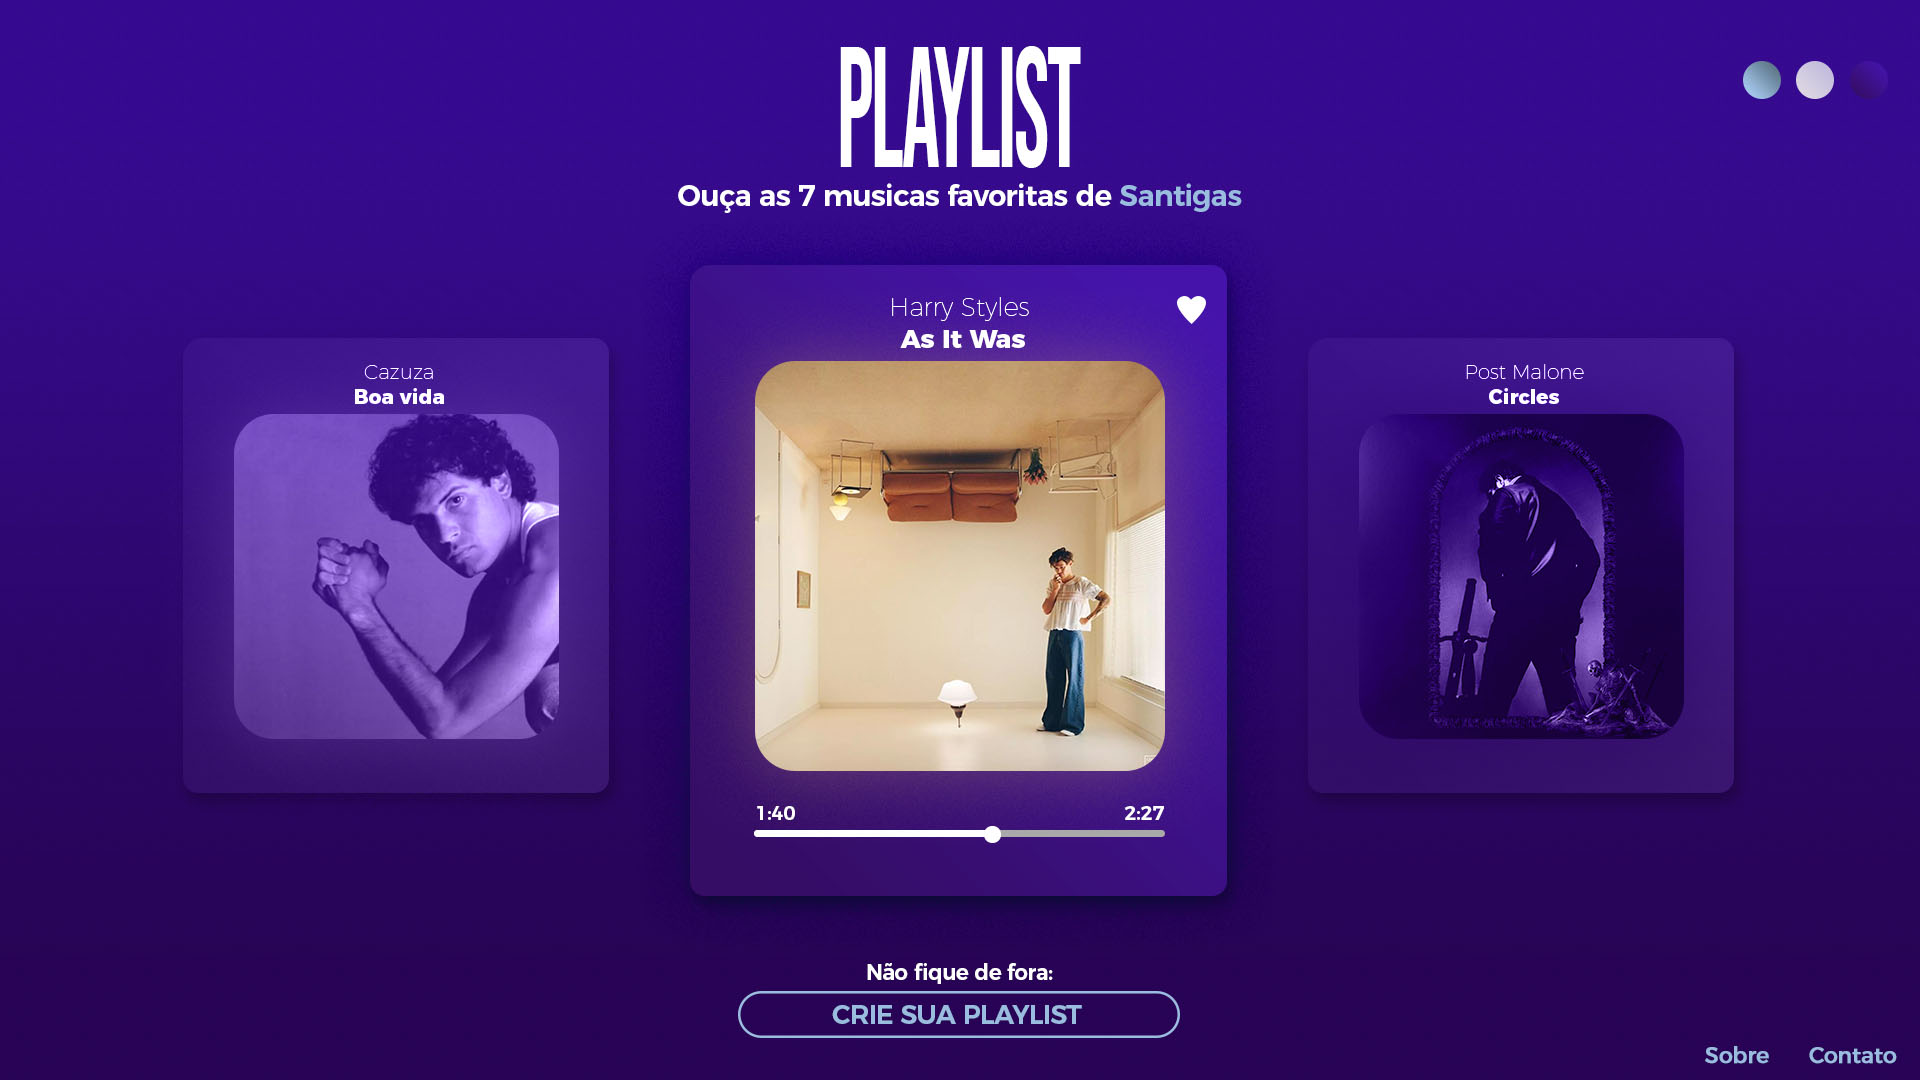 PLAYLIST
Ouça as 7 musicas favoritas de Santigas
Cazuza
Boa vida
Harry Styles
As It Was
1:40 2:27
Post Malone
Circles
Não fique de fora:
CRIE SUA PLAYLIST
Sobre Contato